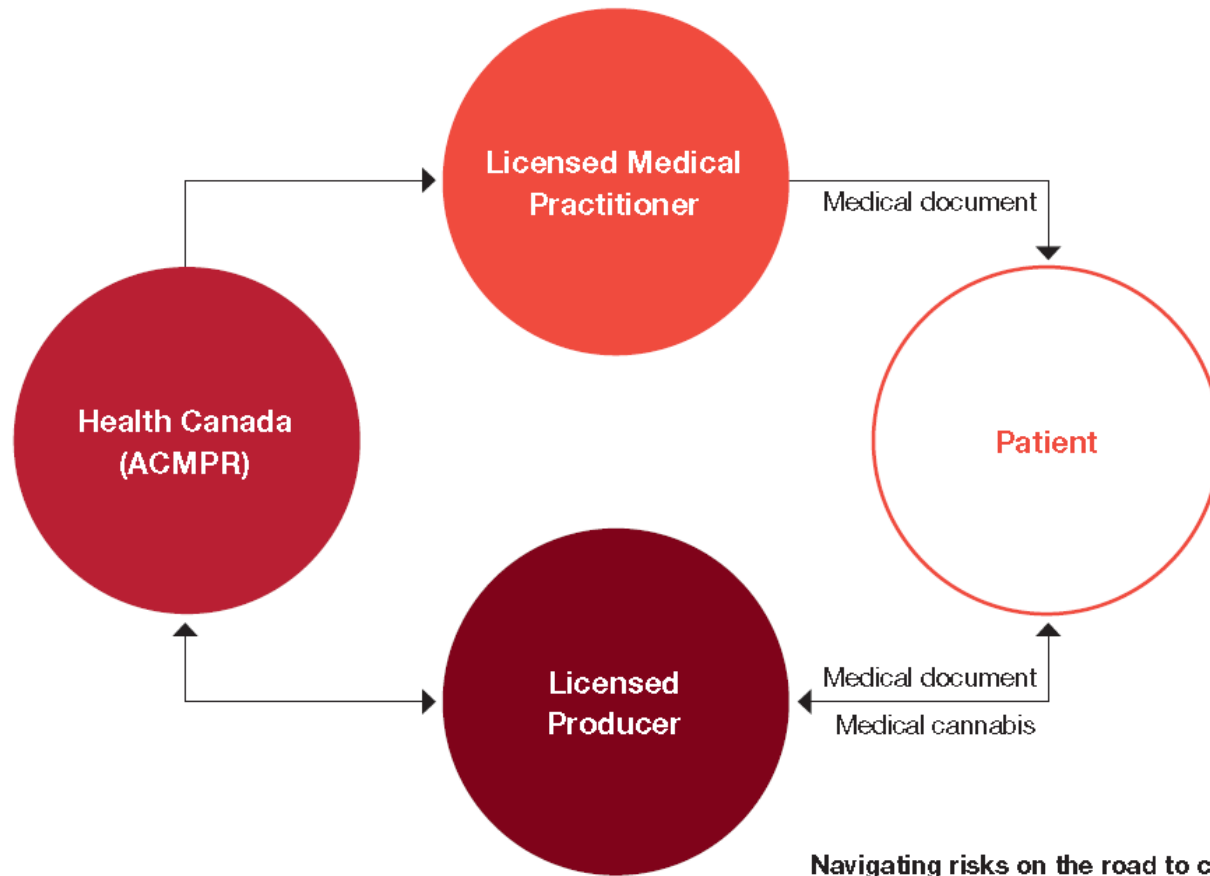 Licensed Medical
Practitioner
Medical document
Health Canada
(ACMPR)
Patient
Licensed
Producer
Medical document
Medical cannabis
Navigating risks on the road to